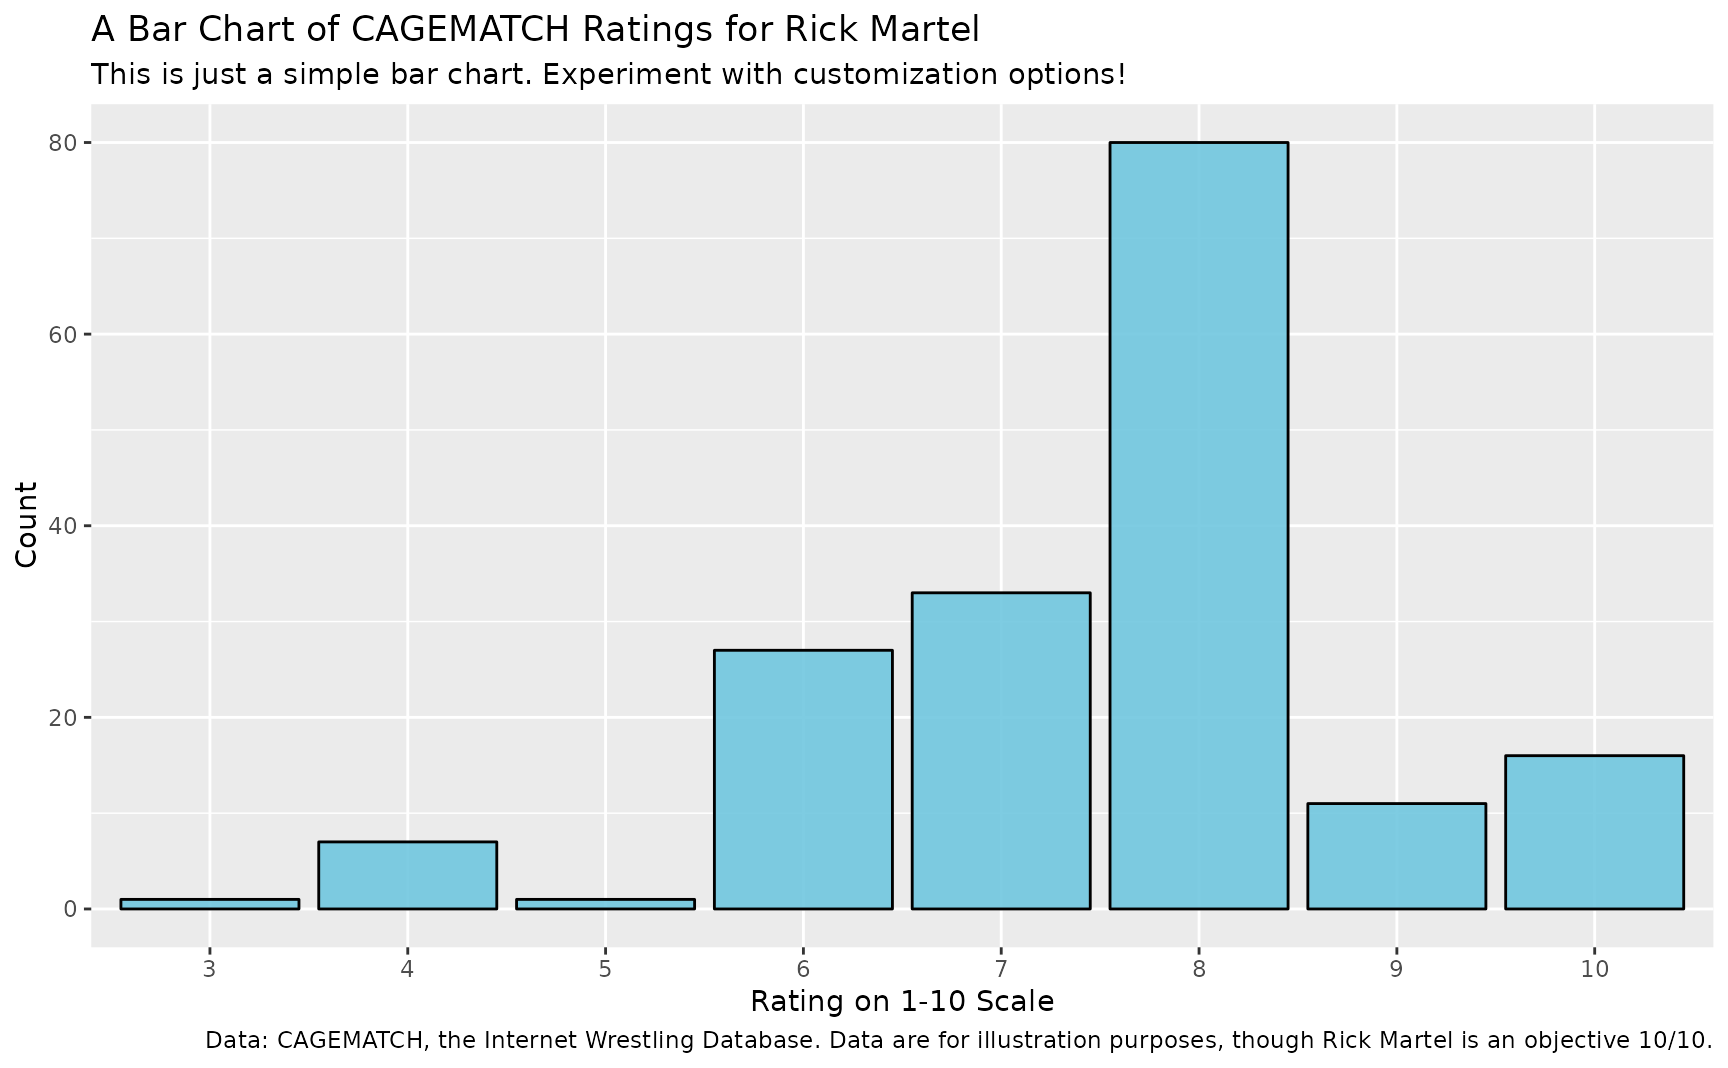 A Bar Chart of CAGEMATCH Ratings for Rick Martel
This is just a simple bar chart. Experiment with customization options!
Count
80
60
40
20
0
3 4 5 6 7 8 9 10
Rating on 1-10 Scale
Data: CAGEMATCH, the Internet Wrestling Database. Data are for illustration purposes, though Rick Martel is an objective 10/10.